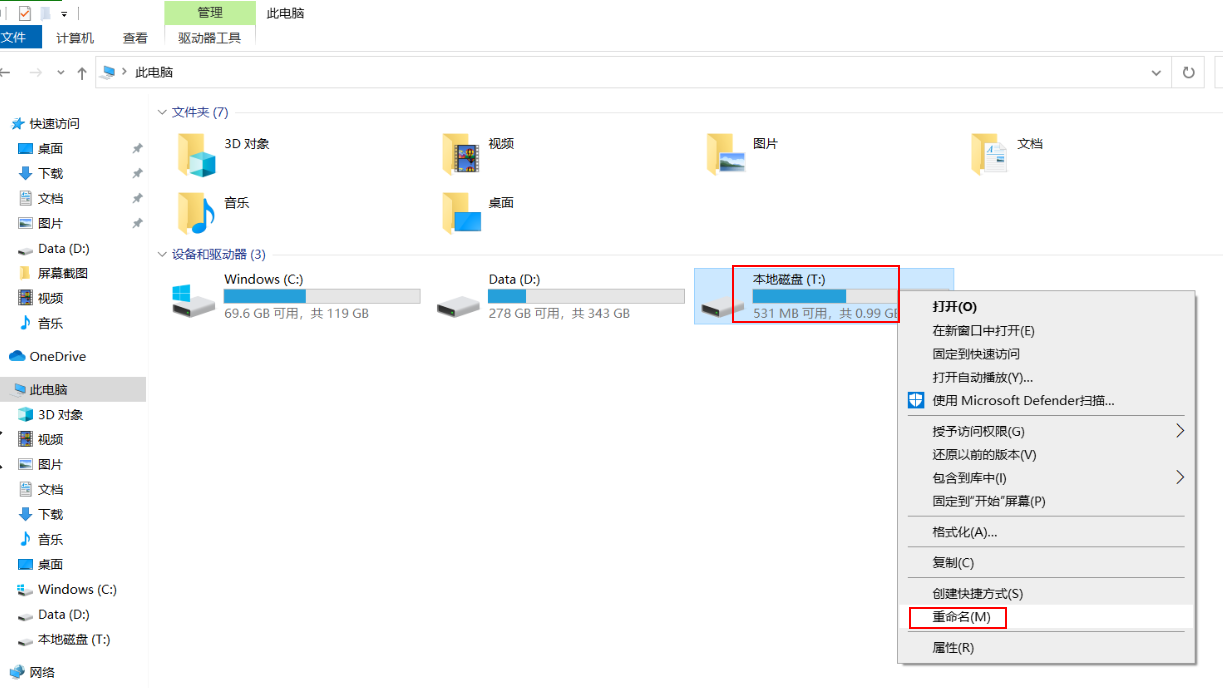 管理
此电脑
文件
计算机
查看
驱动器工具
此电脑
快速访问
桌面
下载
文档
图片
Data (D:)
屏幕截图
视频
音乐
OneDrive
此电脑
3D 对象
视频
图片
文档
下载
音乐
桌面
Windows (C:)
Data (D:)
本地磁盘 (T:)
网络
文件夹 (7)
3D 对象
视频
图片
文档
音乐
桌面
设备和驱动器 (3)
Windows (C:)
69.6 GB 可用，共 119 GB
Data (D:)
278 GB 可用，共 343 GB
本地磁盘 (T:)
531 MB 可用，共 0.99 GB
打开(O)
在新窗口中打开(E)
固定到快速访问
打开自动播放(Y)...
使用 Microsoft Defender扫描...
授予访问权限(G)
还原以前的版本(V)
包含到库中(I)
固定到"开始"屏幕(P)
格式化(A)...
复制(C)
创建快捷方式(S)
重命名(M)
属性(R)